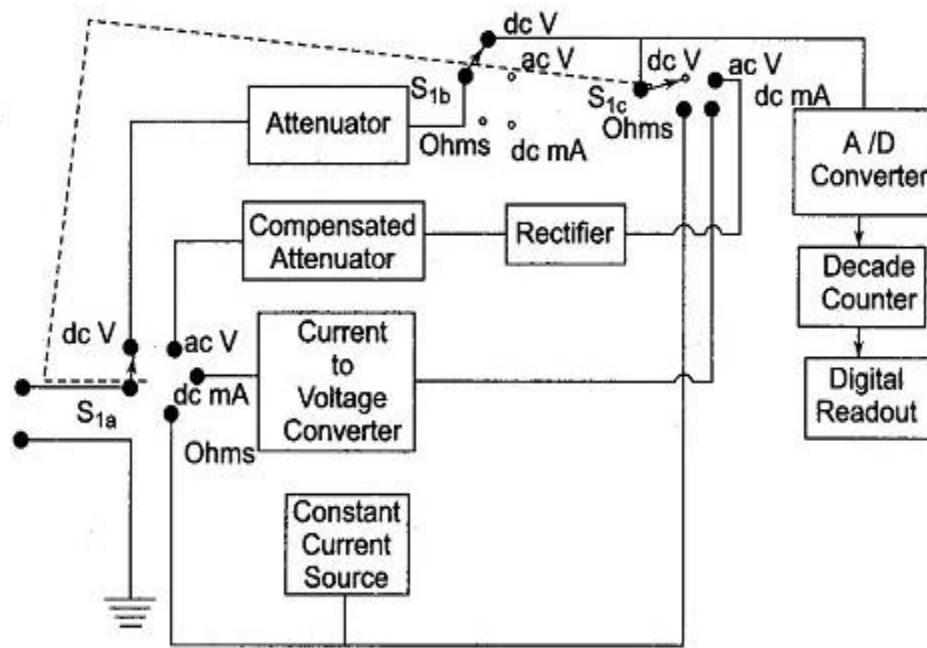 dc V
ac V
S1b
Ohms
dc mA
dc V
ac V
S1c
dc mA
Ohms
Attenuator
A /D
Converter
Compensated
Attenuator
Rectifier
Decade
Counter
dc V
ac V
dc mA
S1a
Ohms
Current
to
Voltage
Converter
Digital
Readout
Constant
Current
Source